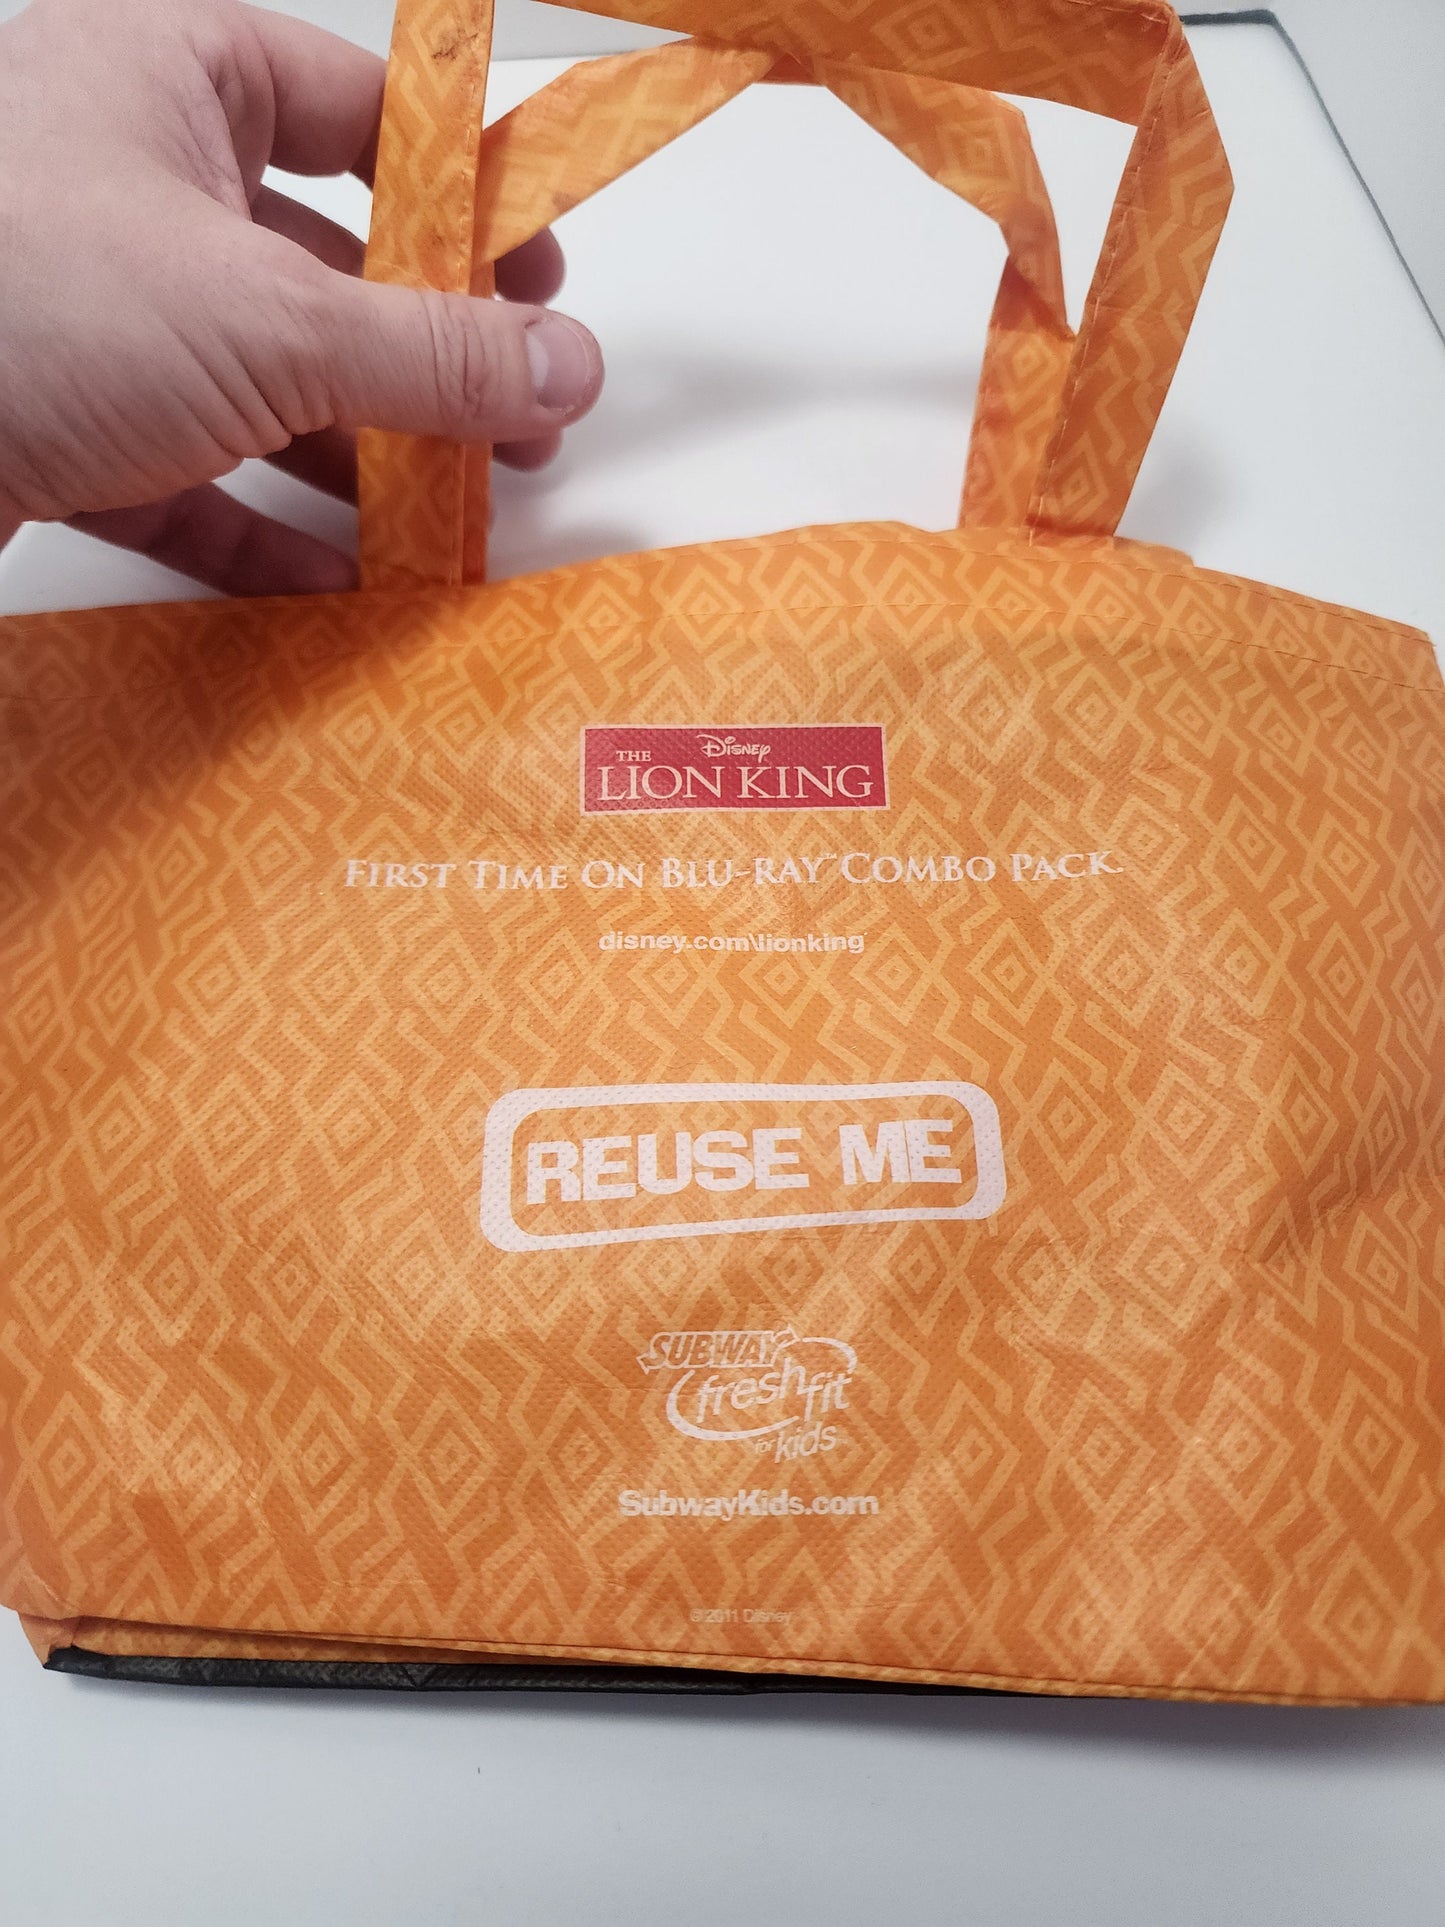 Disney
THE
LION KING
FIRST TIME ON BLU-RAY™ COMBO PACK.
disney.com\lionking
REUSE ME
SUBWAY
fresh fit
for kids
SubwayKids.com
© 2011 Disney